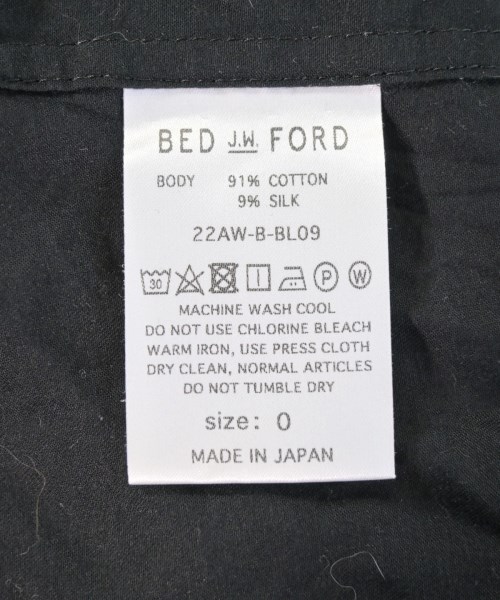 BED J.W. FORD
BODY 91% COTTON
9% SILK
22AW-B-BL09
30 P W
MACHINE WASH COOL
DO NOT USE CHLORINE BLEACH
WARM IRON, USE PRESS CLOTH
DRY CLEAN, NORMAL ARTICLES
DO NOT TUMBLE DRY
size: 0
MADE IN JAPAN